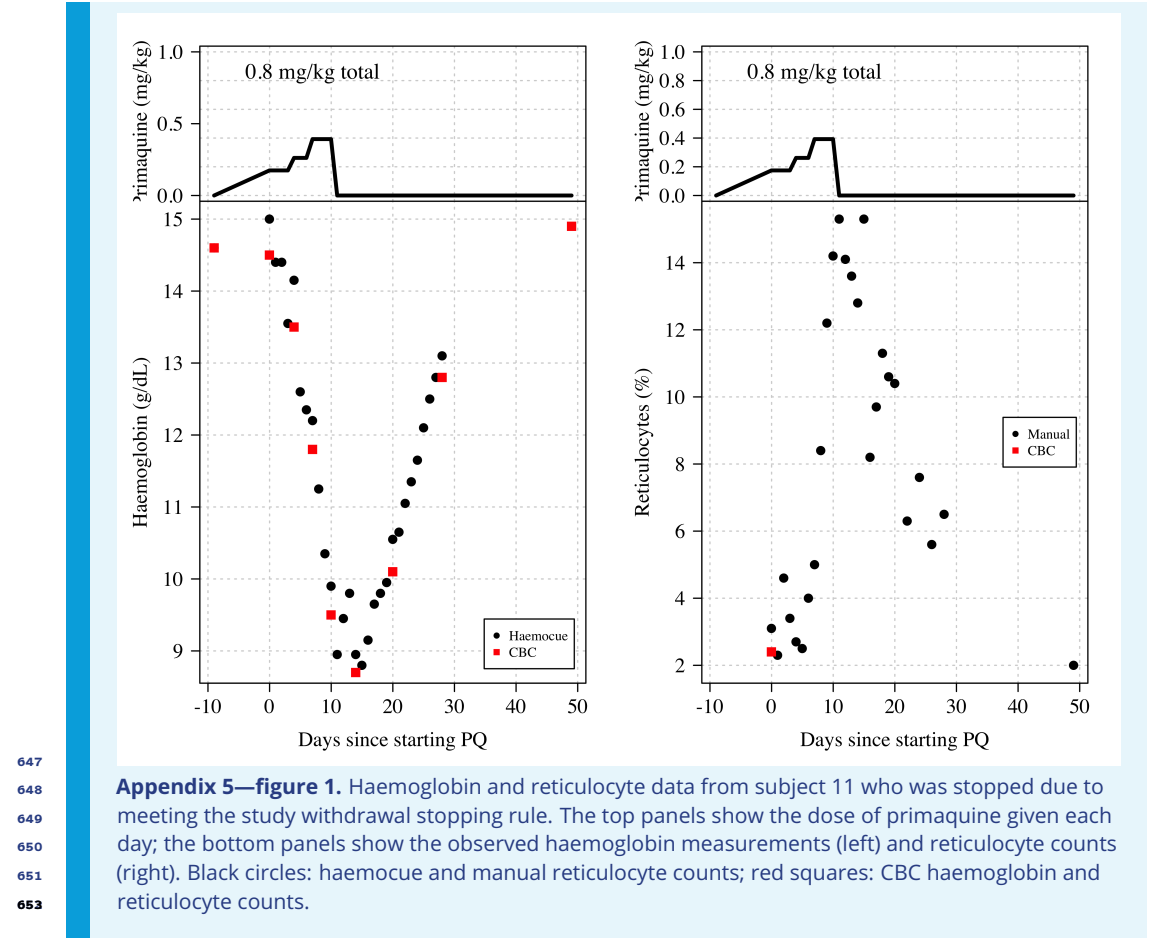 Primaquine (mg/kg)
1.0
0.5
0.0
0.8 mg/kg total
Haemoglobin (g/dL)
15
14
13
12
11
10
9
Haemocue
CBC
-10 0 10 20 30 40 50
Days since starting PQ
Primaquine (mg/kg)
1.0
0.8
0.6
0.4
0.2
0.0
0.8 mg/kg total
Reticulocytes (%)
14
12
10
8
6
4
2
Manual
CBC
-10 0 10 20 30 40 50
Days since starting PQ
647
648 Appendix 5—figure 1. Haemoglobin and reticulocyte data from subject 11 who was stopped due to
649 meeting the study withdrawal stopping rule. The top panels show the dose of primaquine given each
650 day; the bottom panels show the observed haemoglobin measurements (left) and reticulocyte counts
651 (right). Black circles: haemocue and manual reticulocyte counts; red squares: CBC haemoglobin and
653 reticulocyte counts.